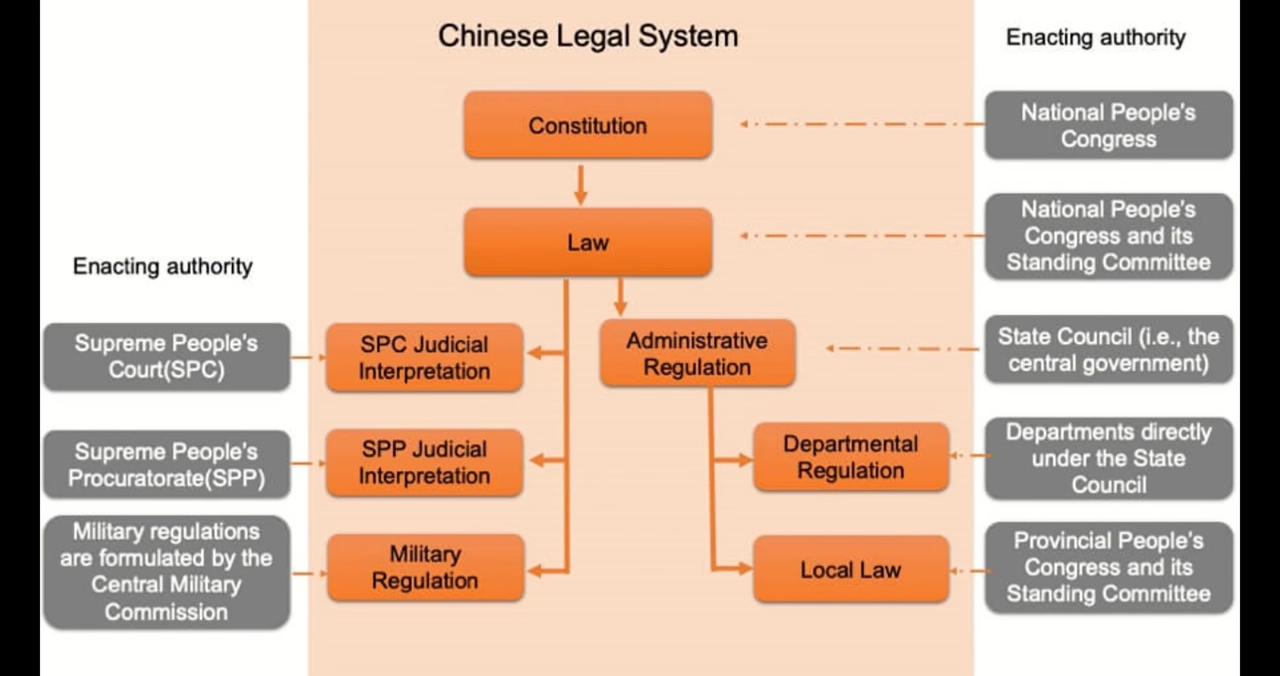 Chinese Legal System
Enacting authority
Constitution
National People's
Congress
Law
National People's
Congress and its
Standing Committee
Enacting authority
Supreme People's
Court(SPC)
SPC Judicial
Interpretation
Administrative
Regulation
State Council (i.e., the
central government)
Supreme People's
Procuratorate(SPP)
SPP Judicial
Interpretation
Departmental
Regulation
Departments directly
under the State
Council
Military regulations
are formulated by the
Central Military
Commission
Military
Regulation
Local Law
Provincial People's
Congress and its
Standing Committee